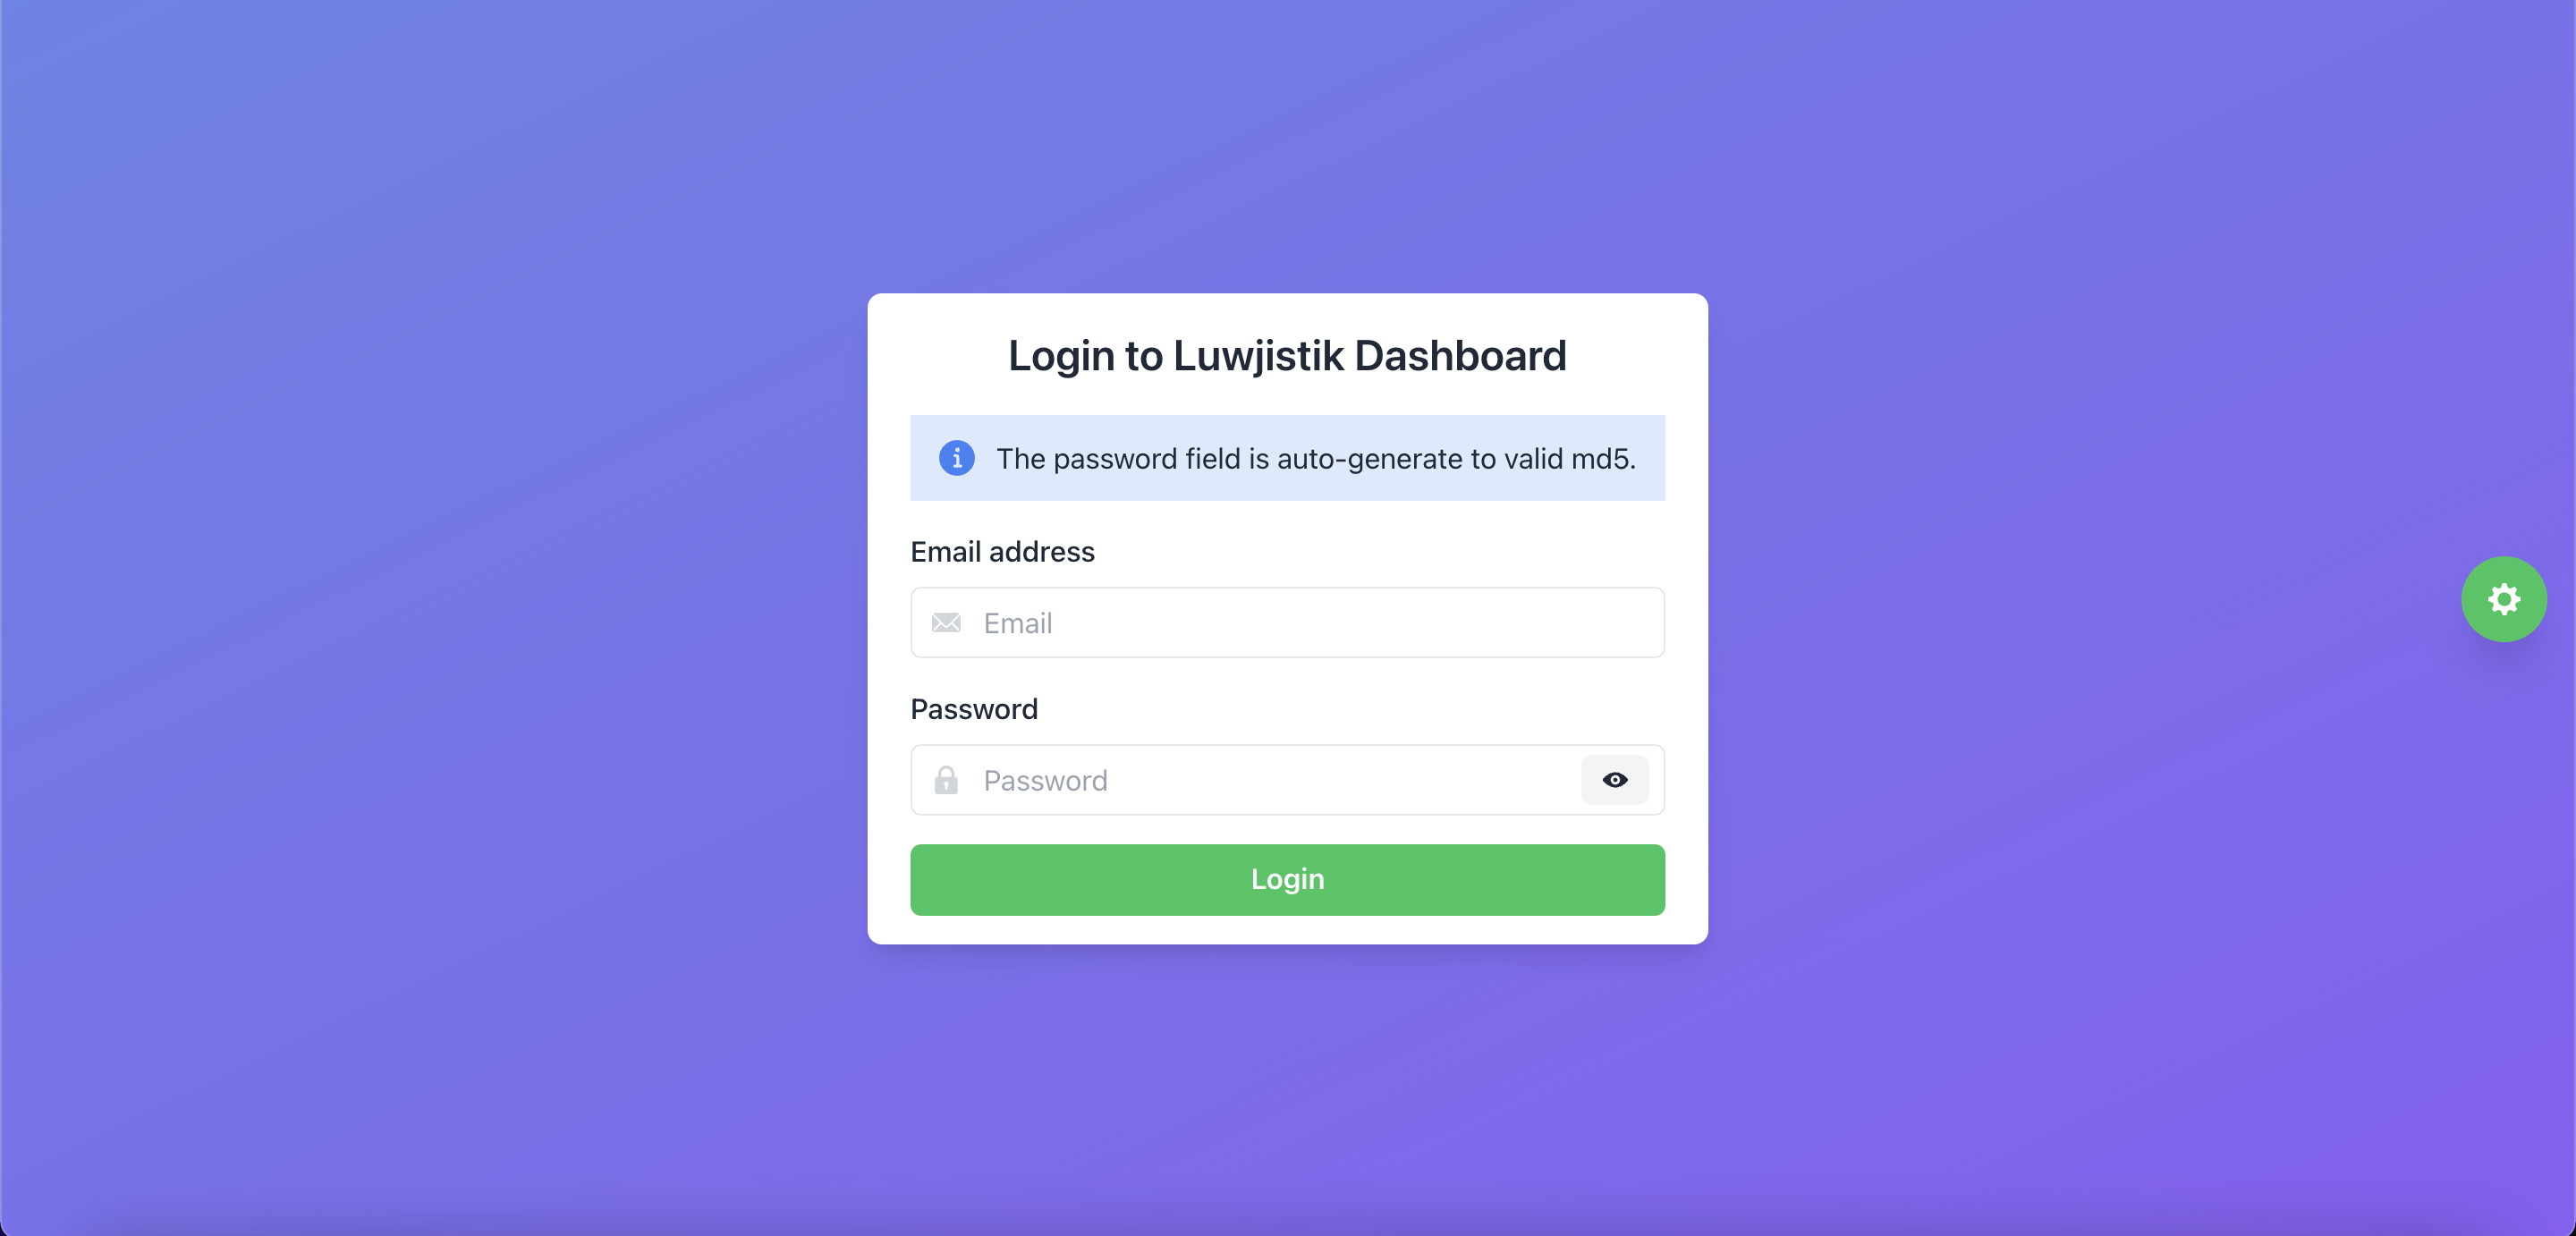 Login to Luwjistik Dashboard
The password field is auto-generate to valid md5.
Email address
Email
Password
Password
Login